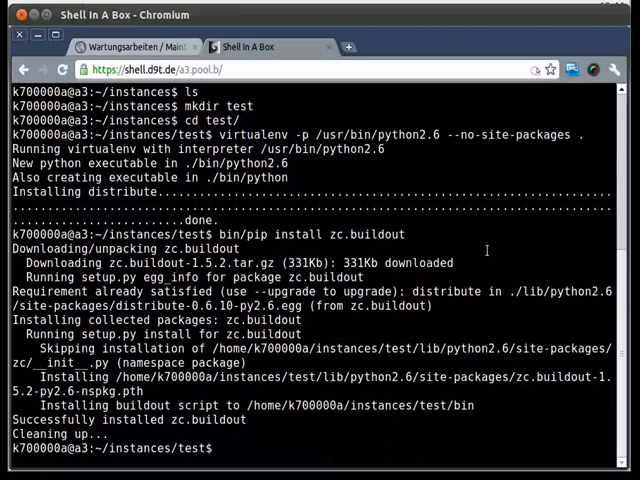 Shell In A Box - Chromium
Wartungsarbeiten / Maint
Shell In A Box
https://shell.d9t.de/a3.pool.b/
k700000a@a3:~/instances$ ls
k700000a@a3:~/instances$ mkdir test
k700000a@a3:~/instances$ cd test/
k700000a@a3:~/instances/test$ virtualenv -p /usr/bin/python2.6 --no-site-packages .
Running virtualenv with interpreter /usr/bin/python2.6
New python executable in ./bin/python2.6
Also creating executable in ./bin/python
Installing distribute.............................................................
...................................................................................
.......................done.
k700000a@a3:~/instances/test$ bin/pip install zc.buildout
Downloading/unpacking zc.buildout
  Downloading zc.buildout-1.5.2.tar.gz (331Kb): 331Kb downloaded
  Running setup.py egg_info for package zc.buildout
Requirement already satisfied (use --upgrade to upgrade): distribute in ./lib/python2.6
/site-packages/distribute-0.6.10-py2.6.egg (from zc.buildout)
Installing collected packages: zc.buildout
  Running setup.py install for zc.buildout
    Skipping installation of /home/k700000a/instances/test/lib/python2.6/site-packages/
zc/__init__.py (namespace package)
    Installing /home/k700000a/instances/test/lib/python2.6/site-packages/zc.buildout-1.
5.2-py2.6-nspkg.pth
    Installing buildout script to /home/k700000a/instances/test/bin
Successfully installed zc.buildout
Cleaning up...
k700000a@a3:~/instances/test$